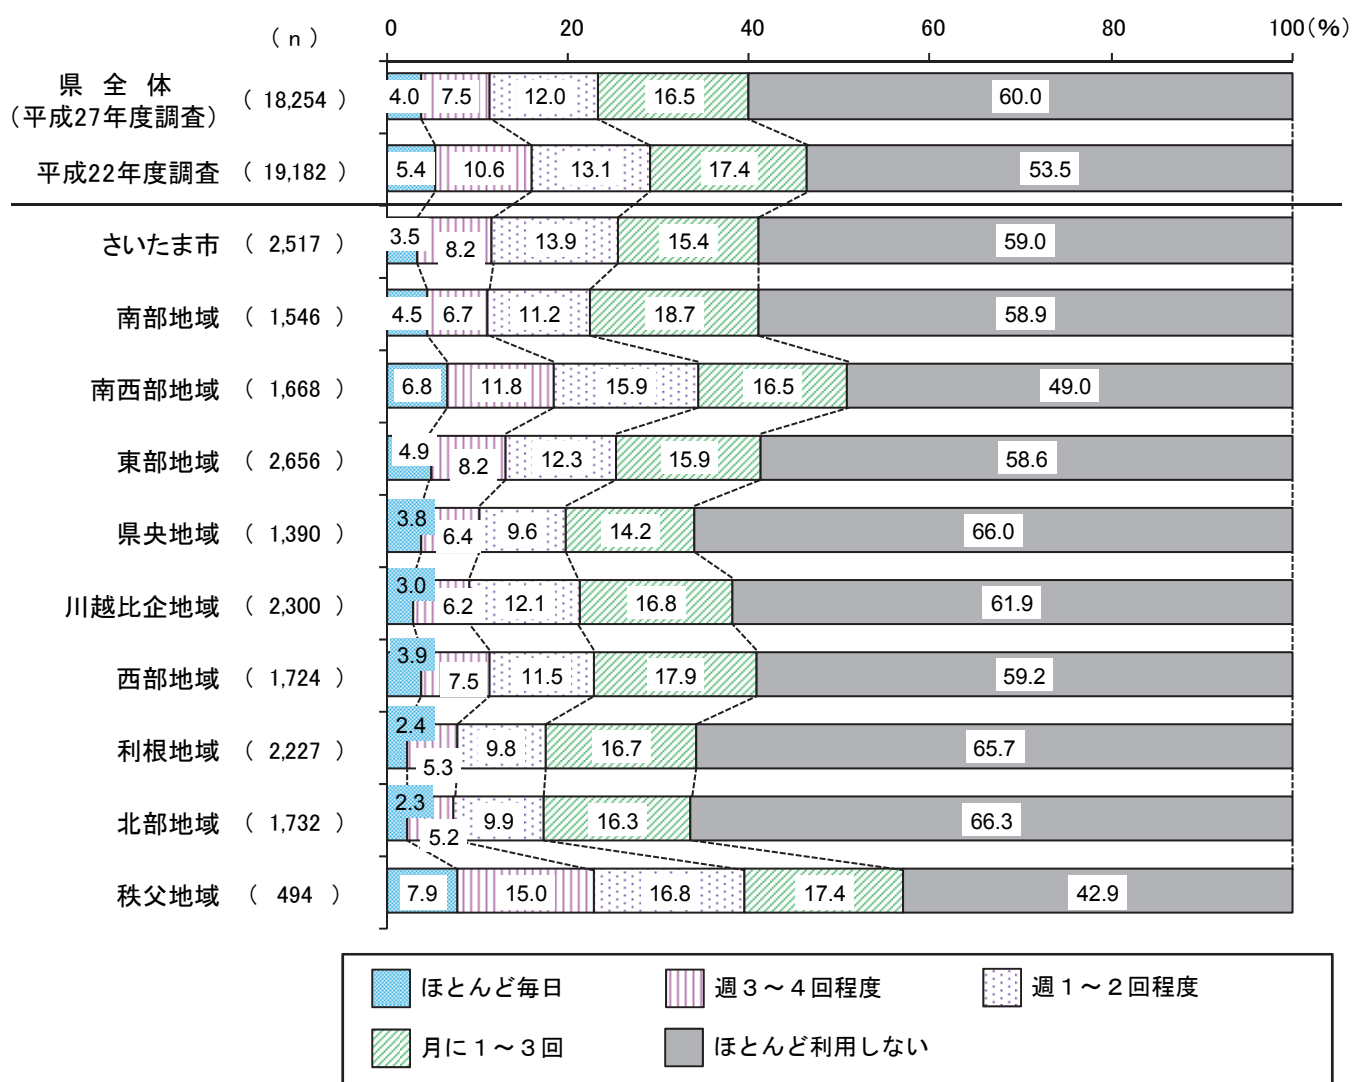 0 20 40 60 80 100(%)
(n)
県全体
(平成27年度調査) (18,254) 4.0 7.5 12.0 16.5 60.0
平成22年度調査 (19,182) 5.4 10.6 13.1 17.4 53.5
さいたま市 (2,517) 3.5 8.2 13.9 15.4 59.0
南部地域 (1,546) 4.5 6.7 11.2 18.7 58.9
南西部地域 (1,668) 6.8 11.8 15.9 16.5 49.0
東部地域 (2,656) 4.9 8.2 12.3 15.9 58.6
県央地域 (1,390) 3.8 6.4 9.6 14.2 66.0
川越比企地域 (2,300) 3.0 6.2 12.1 16.8 61.9
西部地域 (1,724) 3.9 7.5 11.5 17.9 59.2
利根地域 (2,227) 2.4 5.3 9.8 16.7 65.7
北部地域 (1,732) 2.3 5.2 9.9 16.3 66.3
秩父地域 (494) 7.9 15.0 16.8 17.4 42.9
ほとんど毎日 週3～4回程度 週1～2回程度
月に1～3回 ほとんど利用しない